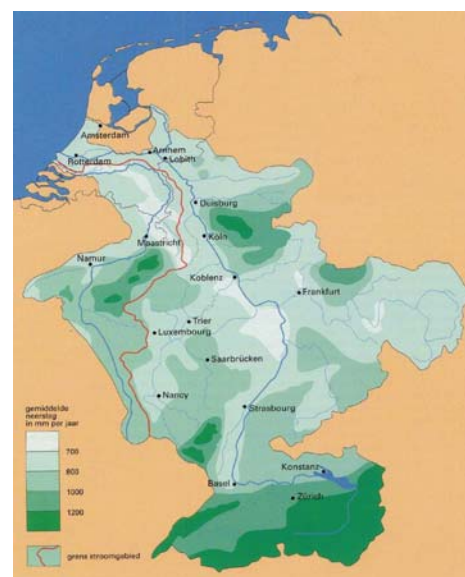 Amsterdam
Rotterdam
Arnhem
Lobith
Duisburg
Maastricht
Köln
Namur
Koblenz
Frankfurt
Trier
Luxembourg
Saarbrücken
Nancy
Strasbourg
Konstanz
Basel
Zürich
gemiddelde
neerslag
in mm per jaar
700
800
1000
1200
grens stroomgebied